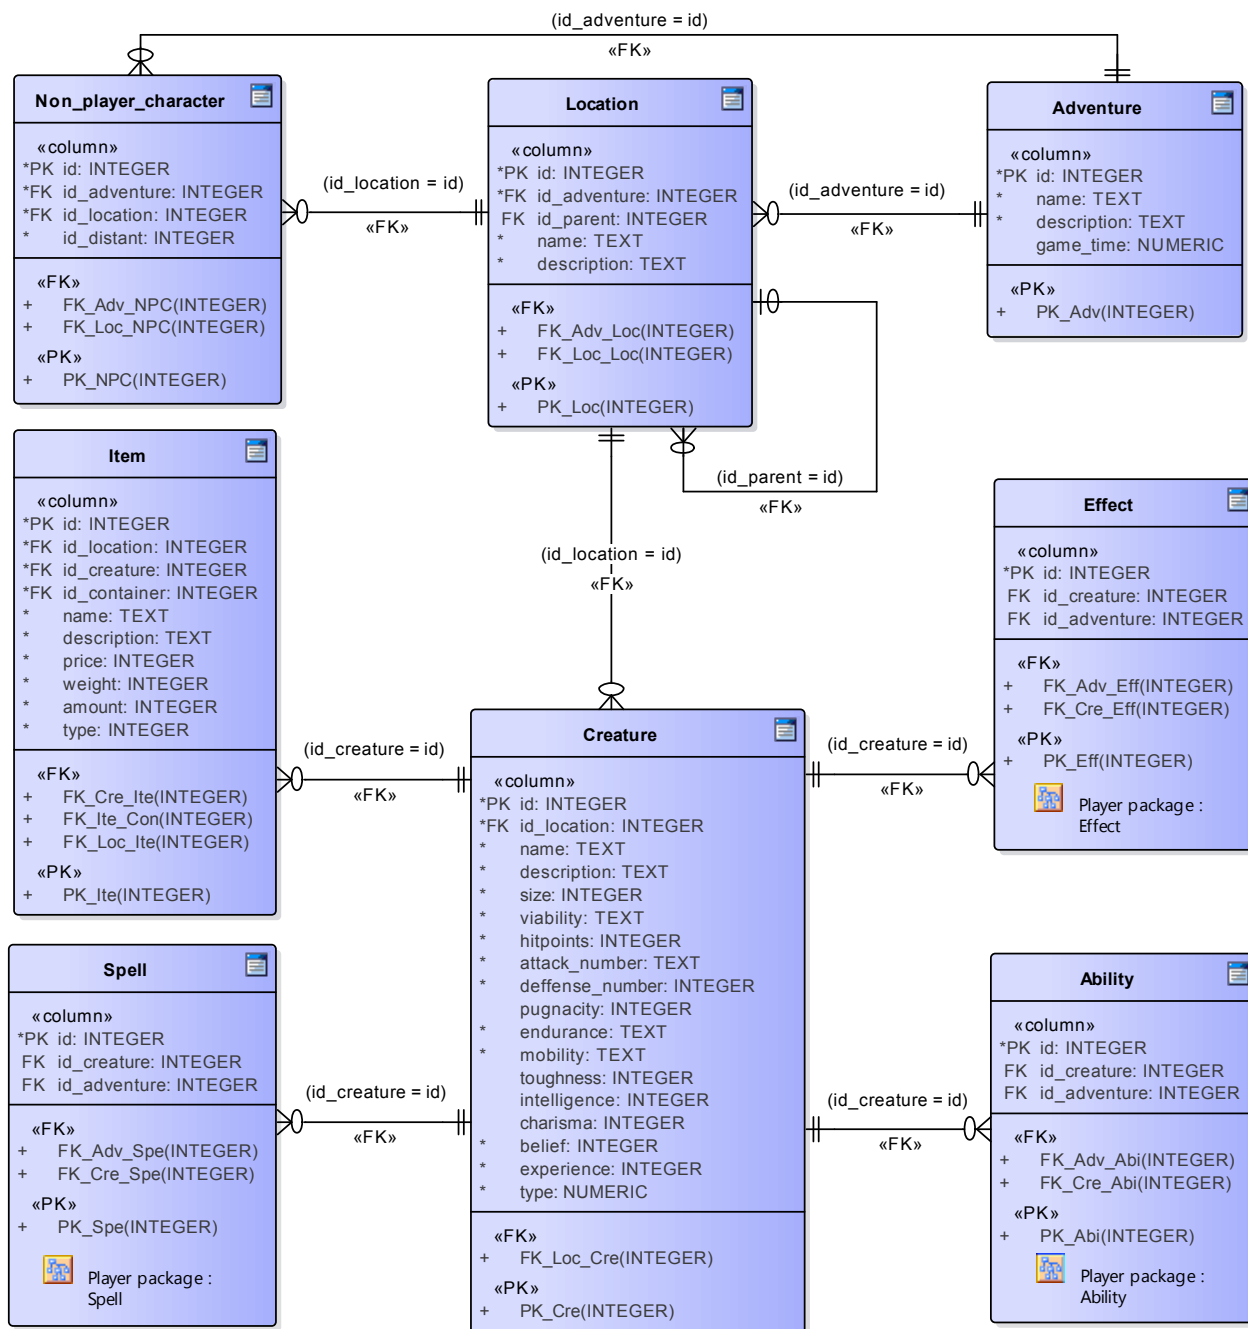 (id_adventure = id)
«FK»
Non_player_character
«column»
*PK id: INTEGER
*FK id_adventure: INTEGER
*FK id_location: INTEGER
* id_distant: INTEGER
«FK»
+ FK_Adv_NPC(INTEGER)
+ FK_Loc_NPC(INTEGER)
«PK»
+ PK_NPC(INTEGER)
(id_location = id)
«FK»
Location
«column»
*PK id: INTEGER
*FK id_adventure: INTEGER
FK id_parent: INTEGER
* name: TEXT
* description: TEXT
«FK»
+ FK_Adv_Loc(INTEGER)
+ FK_Loc_Loc(INTEGER)
«PK»
+ PK_Loc(INTEGER)
(id_adventure = id)
«FK»
Adventure
«column»
*PK id: INTEGER
* name: TEXT
* description: TEXT
game_time: NUMERIC
«PK»
+ PK_Adv(INTEGER)
(id_parent = id)
«FK»
(id_location = id)
«FK»
Item
«column»
*PK id: INTEGER
*FK id_location: INTEGER
*FK id_creature: INTEGER
*FK id_container: INTEGER
* name: TEXT
* description: TEXT
* price: INTEGER
* weight: INTEGER
* amount: INTEGER
* type: INTEGER
«FK»
+ FK_Cre_Ite(INTEGER)
+ FK_Ite_Con(INTEGER)
+ FK_Loc_Ite(INTEGER)
«PK»
+ PK_Ite(INTEGER)
(id_creature = id)
«FK»
Effect
«column»
*PK id: INTEGER
FK id_creature: INTEGER
FK id_adventure: INTEGER
«FK»
+ FK_Adv_Eff(INTEGER)
+ FK_Cre_Eff(INTEGER)
«PK»
+ PK_Eff(INTEGER)
Player package :
Effect
(id_creature = id)
«FK»
Creature
«column»
*PK id: INTEGER
*FK id_location: INTEGER
* name: TEXT
* description: TEXT
* size: INTEGER
* viability: TEXT
* hitpoints: INTEGER
* attack_number: TEXT
* deffense_number: INTEGER
pugnacity: INTEGER
* endurance: TEXT
* mobility: TEXT
toughness: INTEGER
intelligence: INTEGER
charisma: INTEGER
* belief: INTEGER
* experience: INTEGER
* type: NUMERIC
«FK»
+ FK_Loc_Cre(INTEGER)
«PK»
+ PK_Cre(INTEGER)
Spell
«column»
*PK id: INTEGER
FK id_creature: INTEGER
FK id_adventure: INTEGER
«FK»
+ FK_Adv_Spe(INTEGER)
+ FK_Cre_Spe(INTEGER)
«PK»
+ PK_Spe(INTEGER)
Player package :
Spell
(id_creature = id)
«FK»
(id_creature = id)
«FK»
Ability
«column»
*PK id: INTEGER
FK id_creature: INTEGER
FK id_adventure: INTEGER
«FK»
+ FK_Adv_Abi(INTEGER)
+ FK_Cre_Abi(INTEGER)
«PK»
+ PK_Abi(INTEGER)
Player package :
Ability